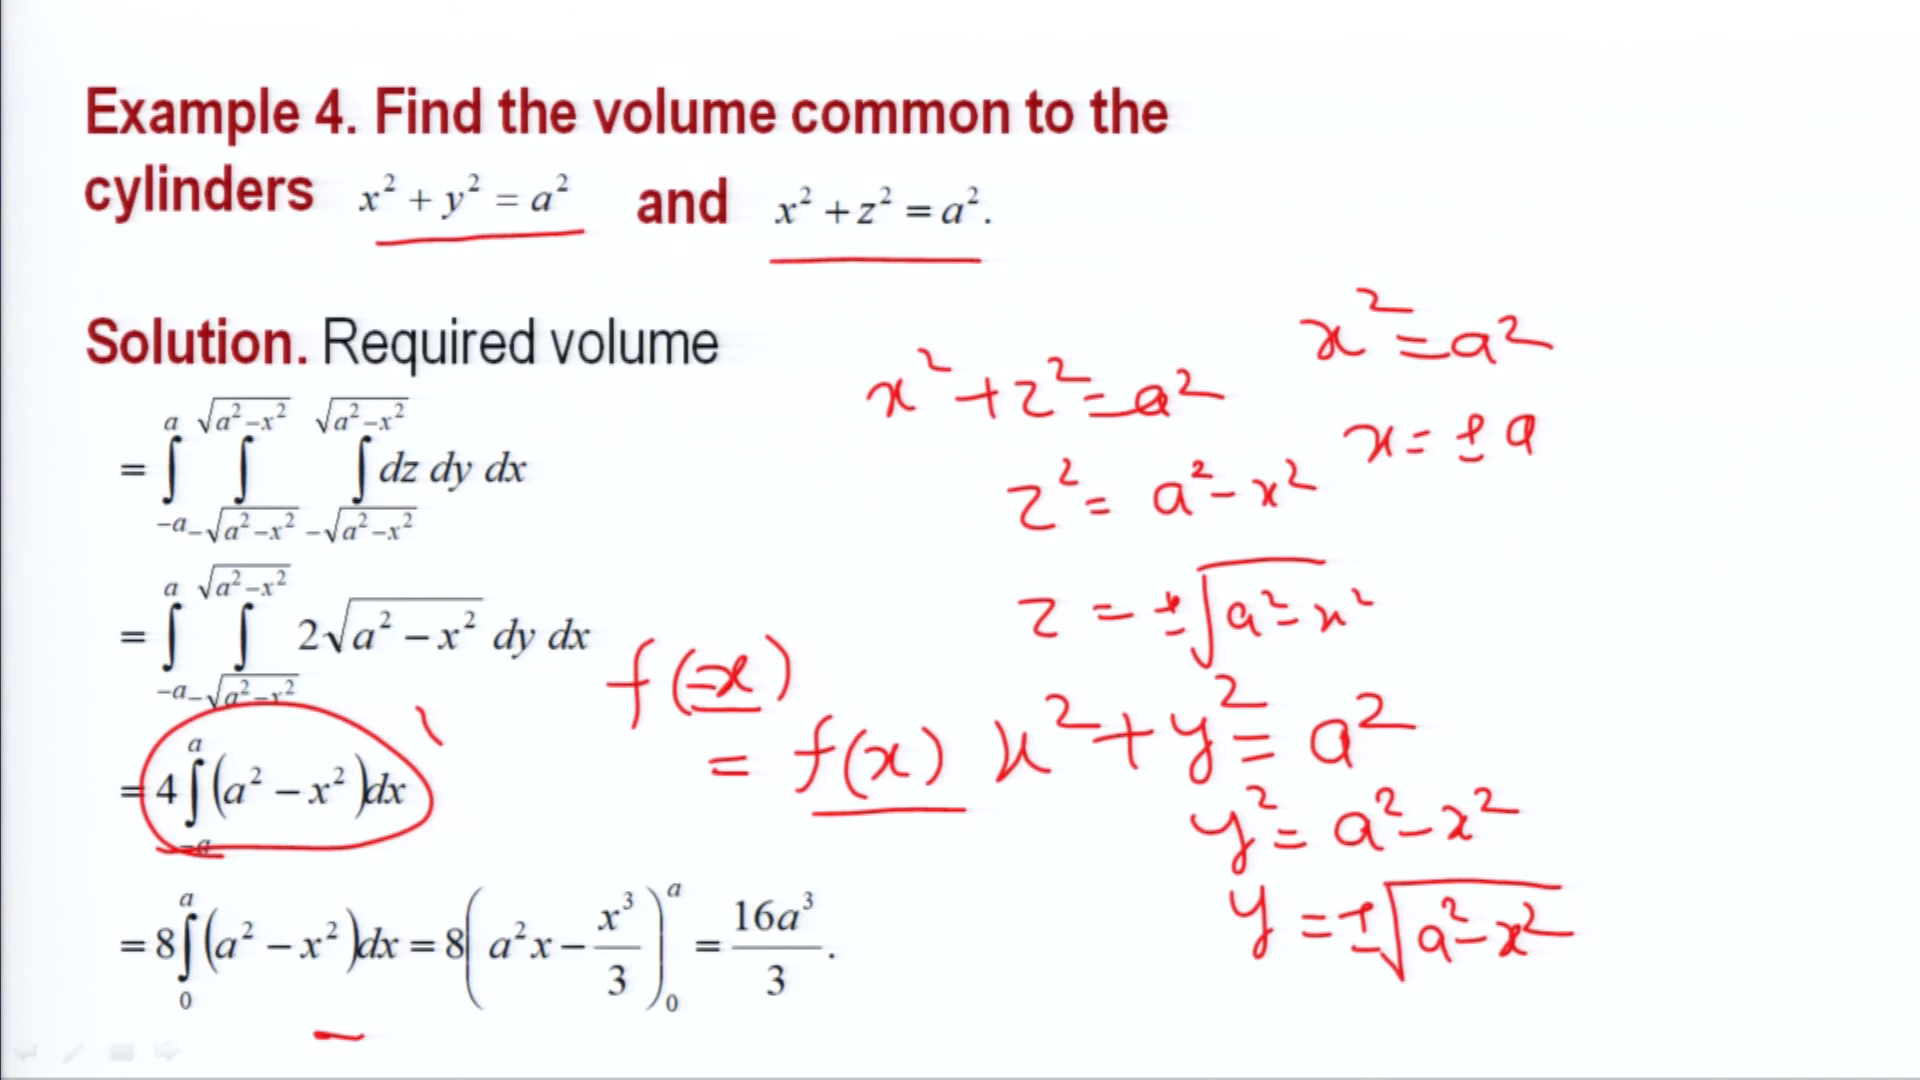 Example 4. Find the volume common to the
cylinders x² + y² = a² and x² + z² = a².
Solution. Required volume
= ∫_{-a}^{a} ∫_{-√(a²-x²)}^{√(a²-x²)} ∫_{-√(a²-x²)}^{√(a²-x²)} dz dy dx
= ∫_{-a}^{a} ∫_{-√(a²-x²)}^{√(a²-x²)} 2√(a² - x²) dy dx
= 4 ∫_{-a}^{a} (a² - x²) dx
= 8 ∫_{0}^{a} (a² - x²) dx = 8 (a²x - x³/3)_{0}^{a} = 16a³/3.
x² = a²
x = ± a
x² + z² = a²
z² = a² - x²
z = ± √(a² - x²)
f(-x)
= f(x)
x² + y² = a²
y² = a² - x²
y = ± √(a² - x²)